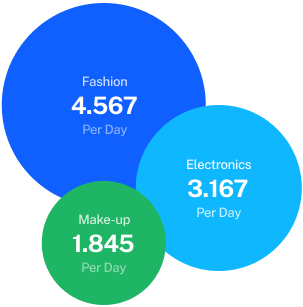 Fashion
4.567
Per Day
Electronics
3.167
Per Day
Make-up
1.845
Per Day